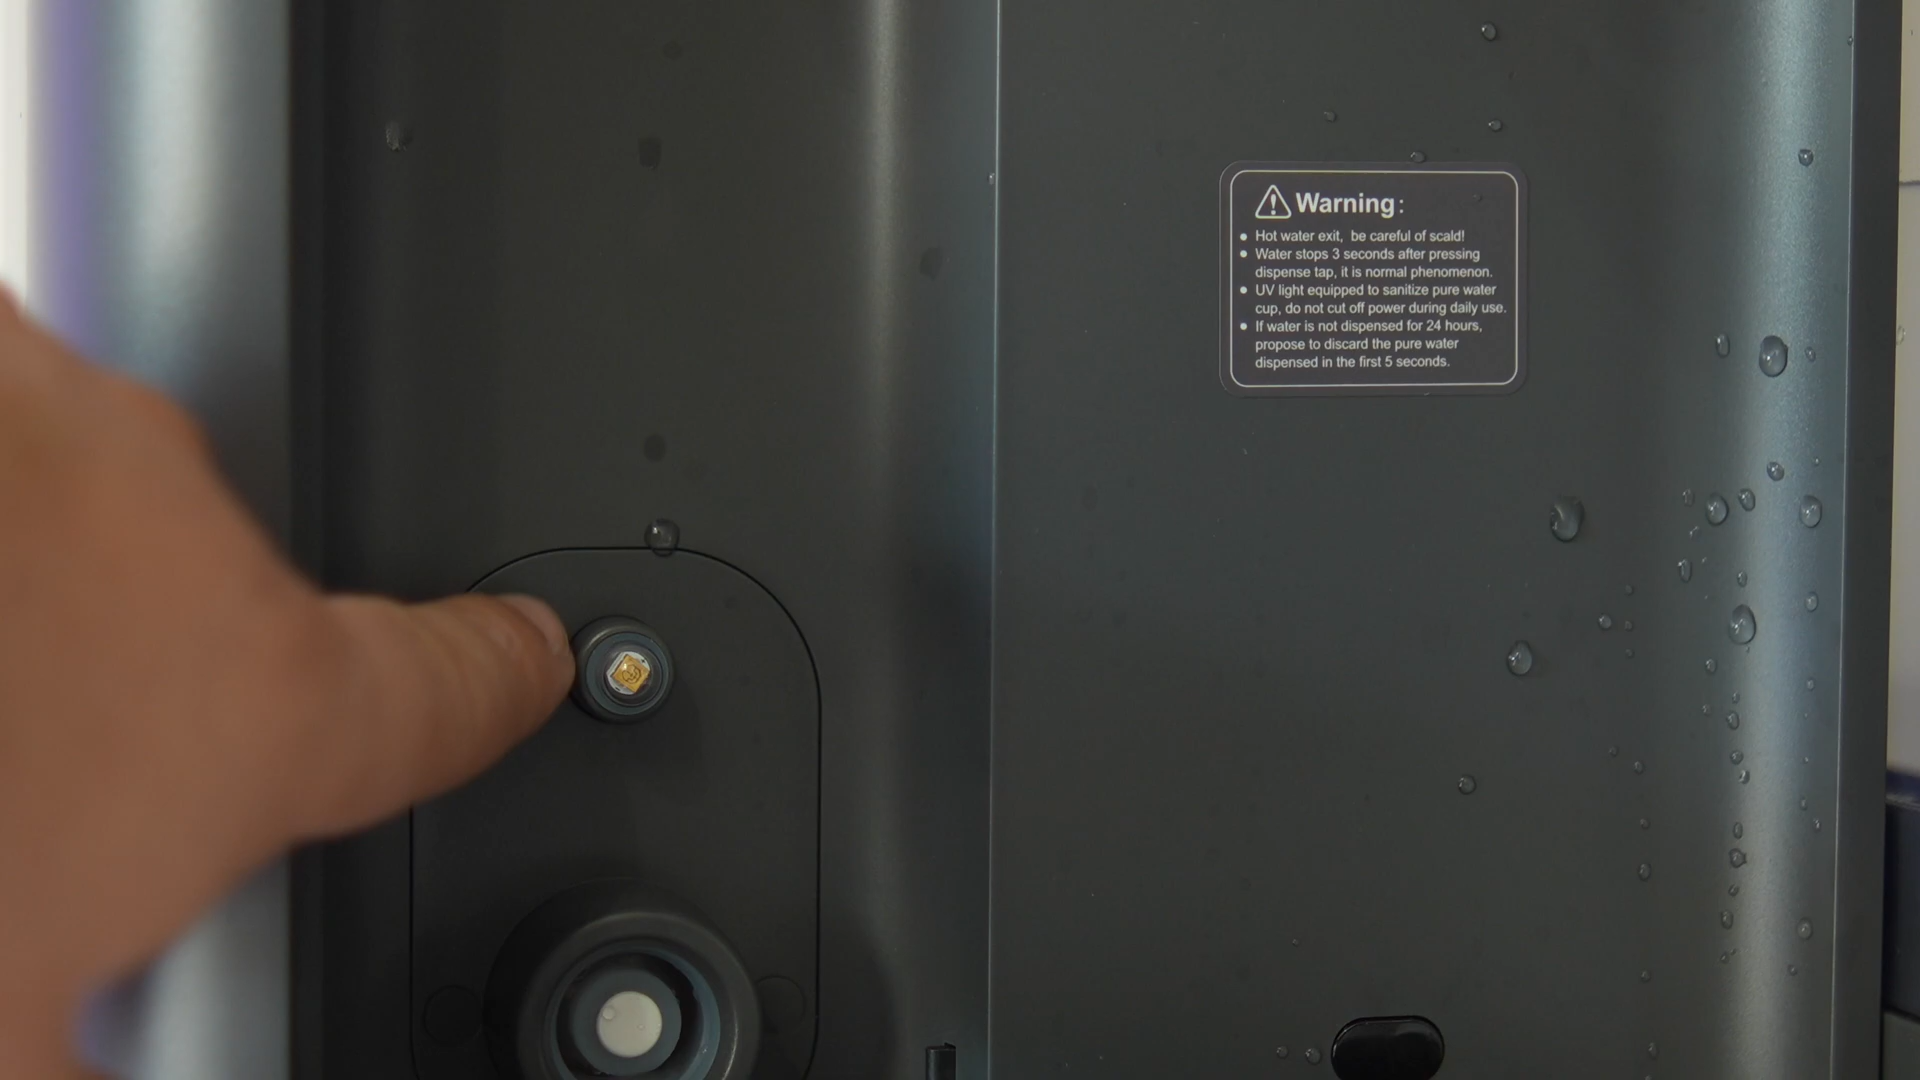 Warning:
• Hot water exit, be careful of scald!
• Water stops 3 seconds after pressing
dispense tap, it is normal phenomenon.
• UV light equipped to sanitize pure water
cup, do not cut off power during daily use.
• If water is not dispensed for 24 hours,
propose to discard the pure water
dispensed in the first 5 seconds.